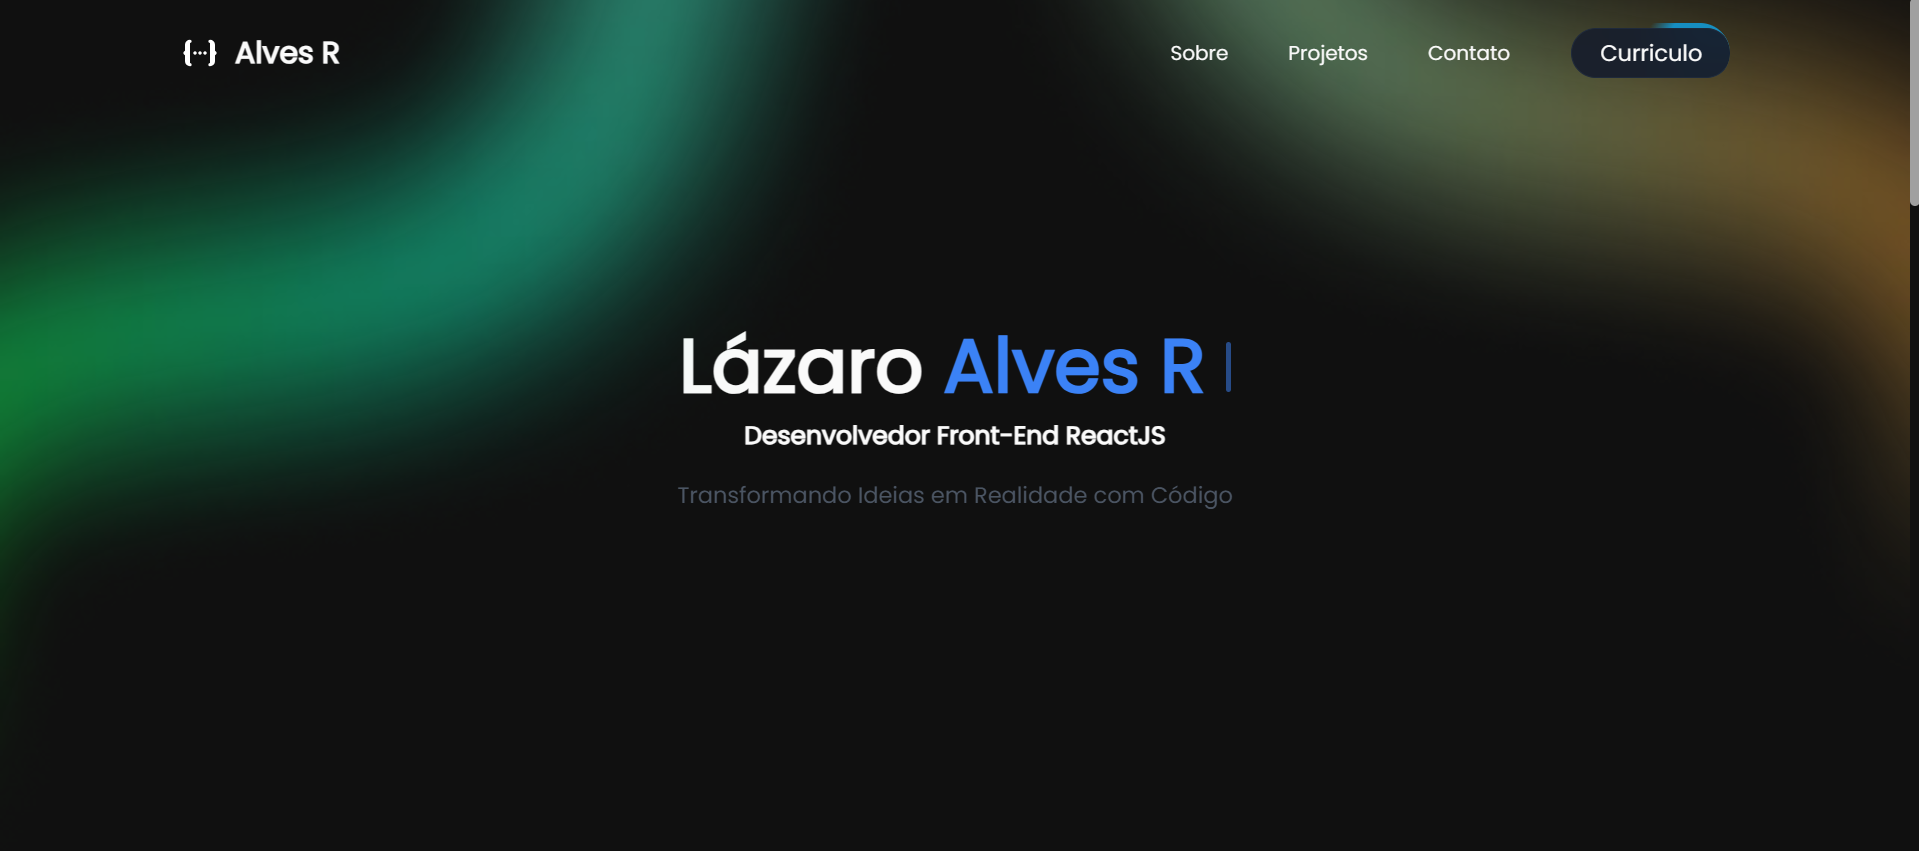 {...} Alves R
Sobre Projetos Contato Curriculo
Lázaro Alves R
Desenvolvedor Front-End ReactJS
Transformando Ideias em Realidade com Código